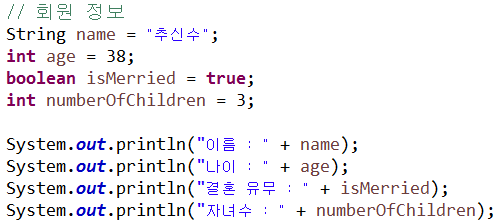 // 회원 정보
String name = "추신수";
int age = 38;
boolean isMerried = true;
int numberOfChildren = 3;

System.out.println("이름 : " + name);
System.out.println("나이 : " + age);
System.out.println("결혼 유무 : " + isMerried);
System.out.println("자녀수 : " + numberOfChildren);